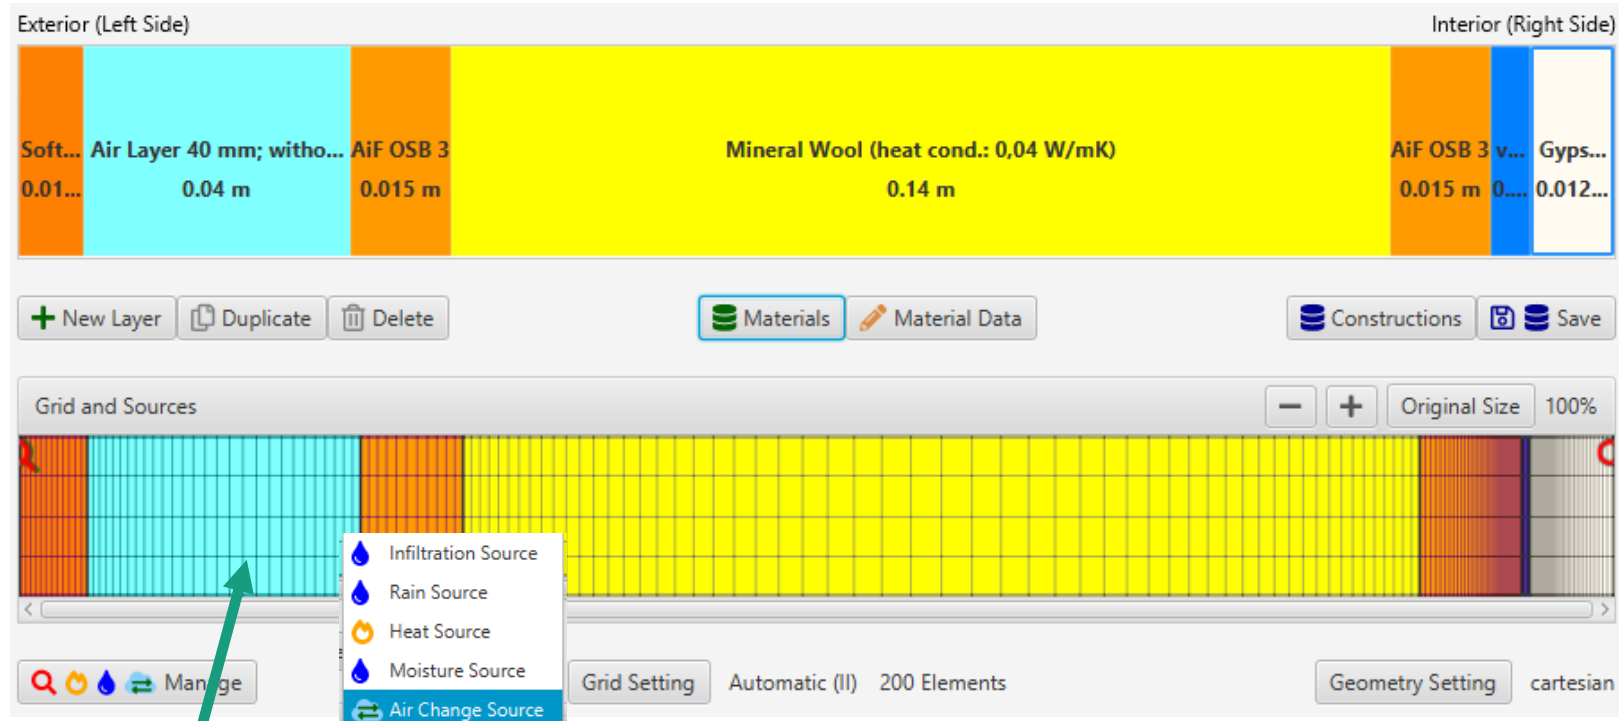 Exterior (Left Side)
Interior (Right Side)
Soft... Air Layer 40 mm; witho... AiF OSB 3 Mineral Wool (heat cond.: 0,04 W/mK) AiF OSB 3 v... Gyps...
0.01... 0.04 m 0.015 m 0.14 m 0.015 m 0.... 0.012...
New Layer Duplicate Delete Materials Material Data Constructions Save
Grid and Sources Original Size 100%
Infiltration Source
Rain Source
Heat Source
Moisture Source
Air Change Source
Manage Grid Setting Automatic (II) 200 Elements Geometry Setting cartesian